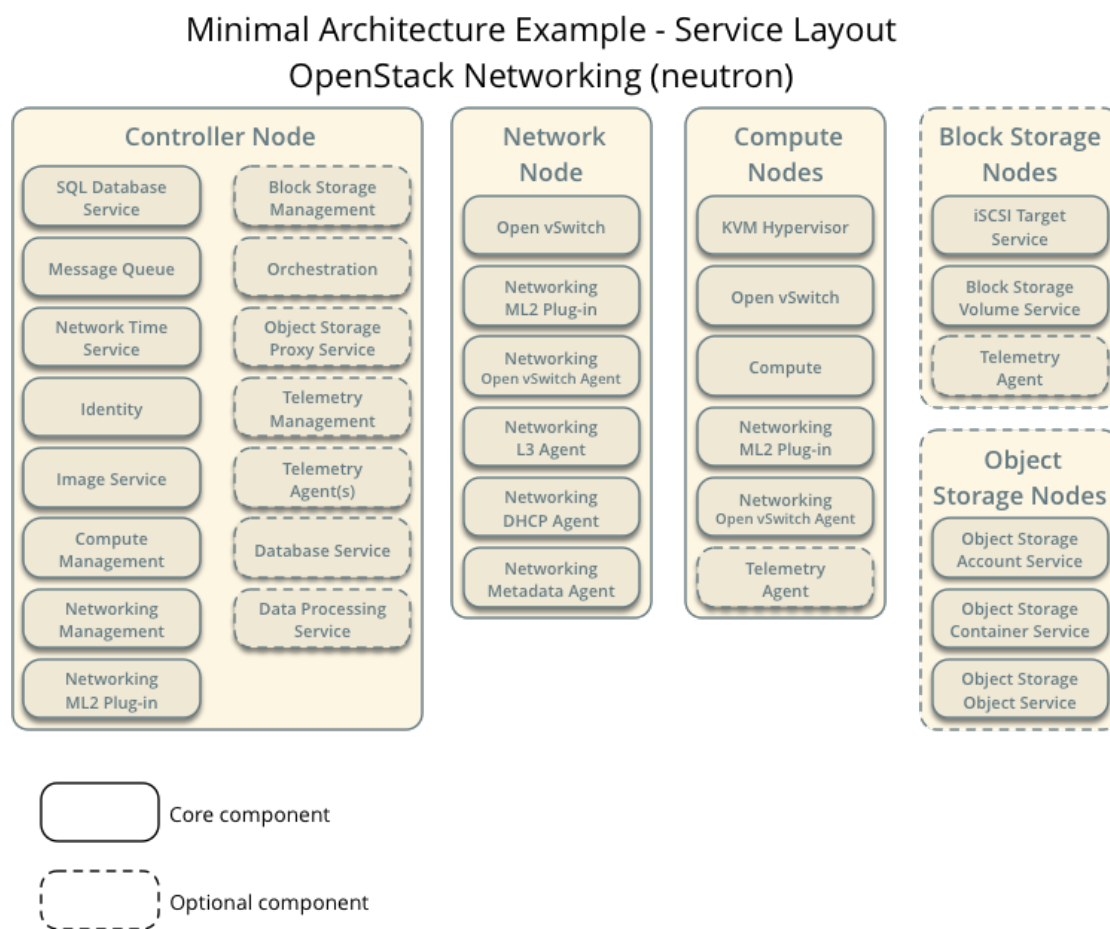 Minimal Architecture Example - Service Layout
OpenStack Networking (neutron)
Controller Node
SQL Database
Service
Message Queue
Network Time
Service
Identity
Image Service
Compute
Management
Networking
Management
Networking
ML2 Plug-in
Block Storage
Management
Orchestration
Object Storage
Proxy Service
Telemetry
Management
Telemetry
Agent(s)
Database Service
Data Processing
Service
Network
Node
Open vSwitch
Networking
ML2 Plug-in
Networking
Open vSwitch Agent
Networking
L3 Agent
Networking
DHCP Agent
Networking
Metadata Agent
Compute
Nodes
KVM Hypervisor
Open vSwitch
Compute
Networking
ML2 Plug-in
Networking
Open vSwitch Agent
Telemetry
Agent
Block Storage
Nodes
iSCSI Target
Service
Block Storage
Volume Service
Telemetry
Agent
Object
Storage Nodes
Object Storage
Account Service
Object Storage
Container Service
Object Storage
Object Service
Core component
Optional component